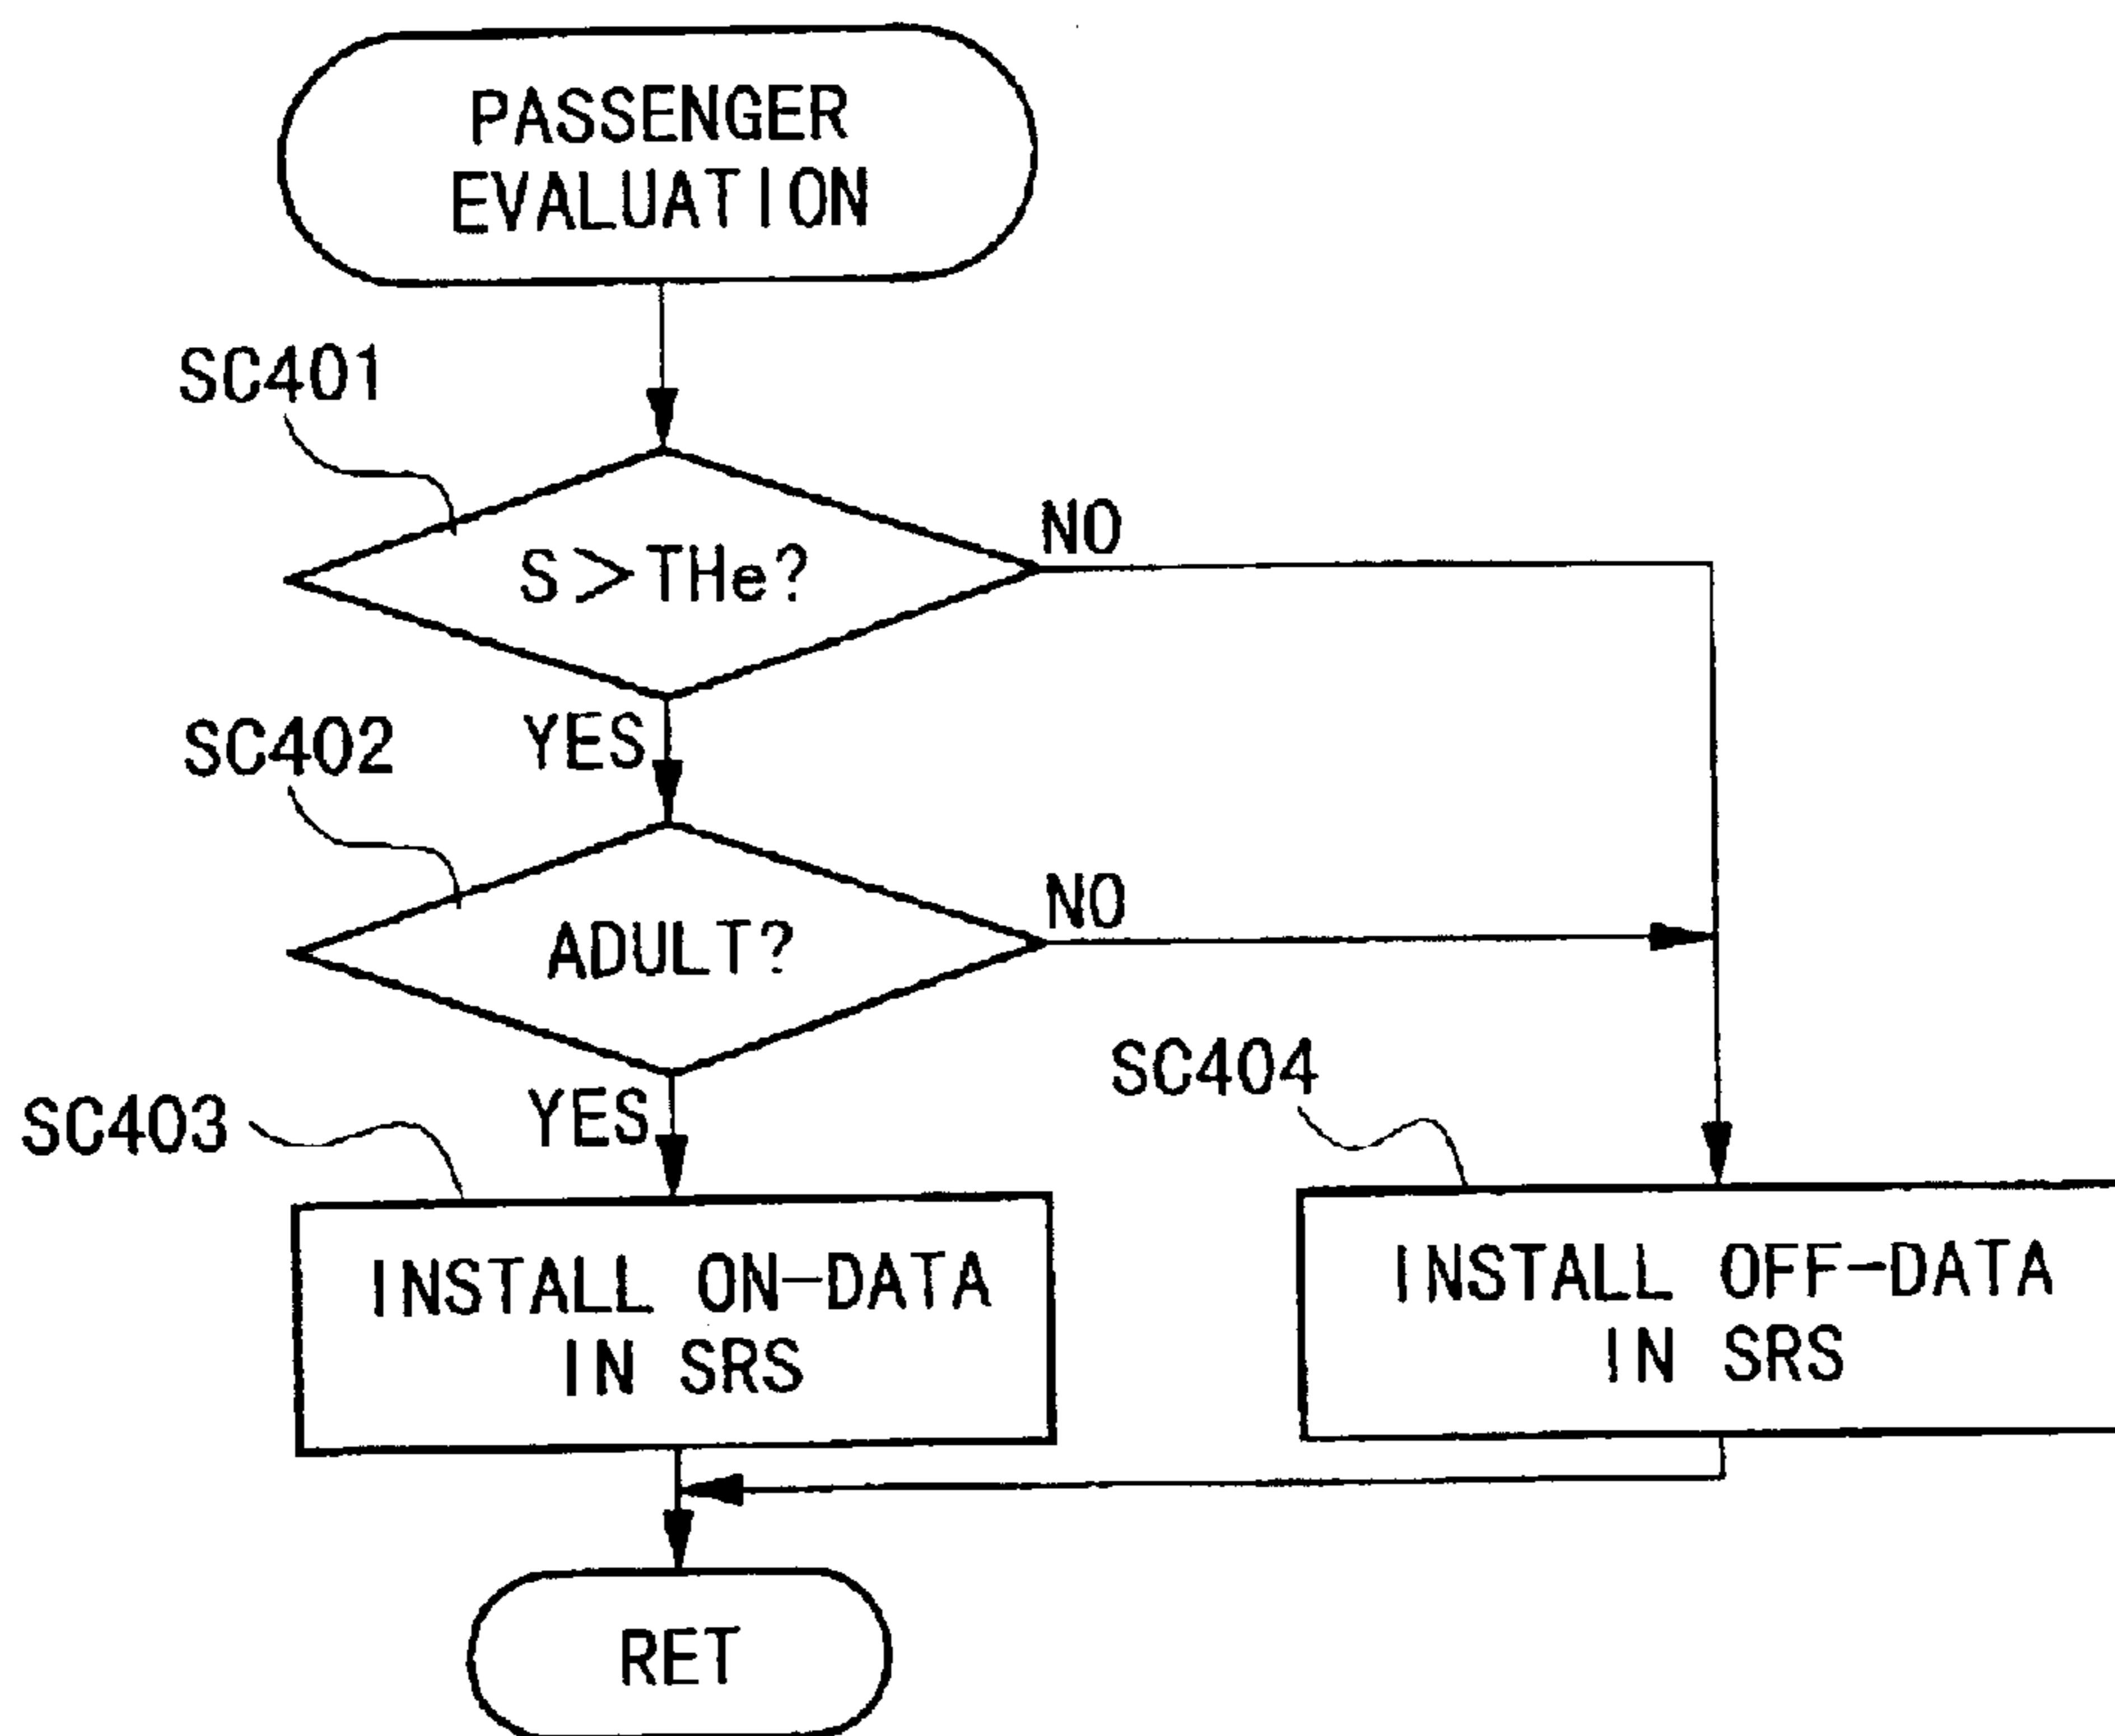 PASSENGER
EVALUATION
SC401
NO
S>THe?
SC402
YES
NO
ADULT?
SC403
YES
SC404
INSTALL ON-DATA
IN SRS
INSTALL OFF-DATA
IN SRS
RET